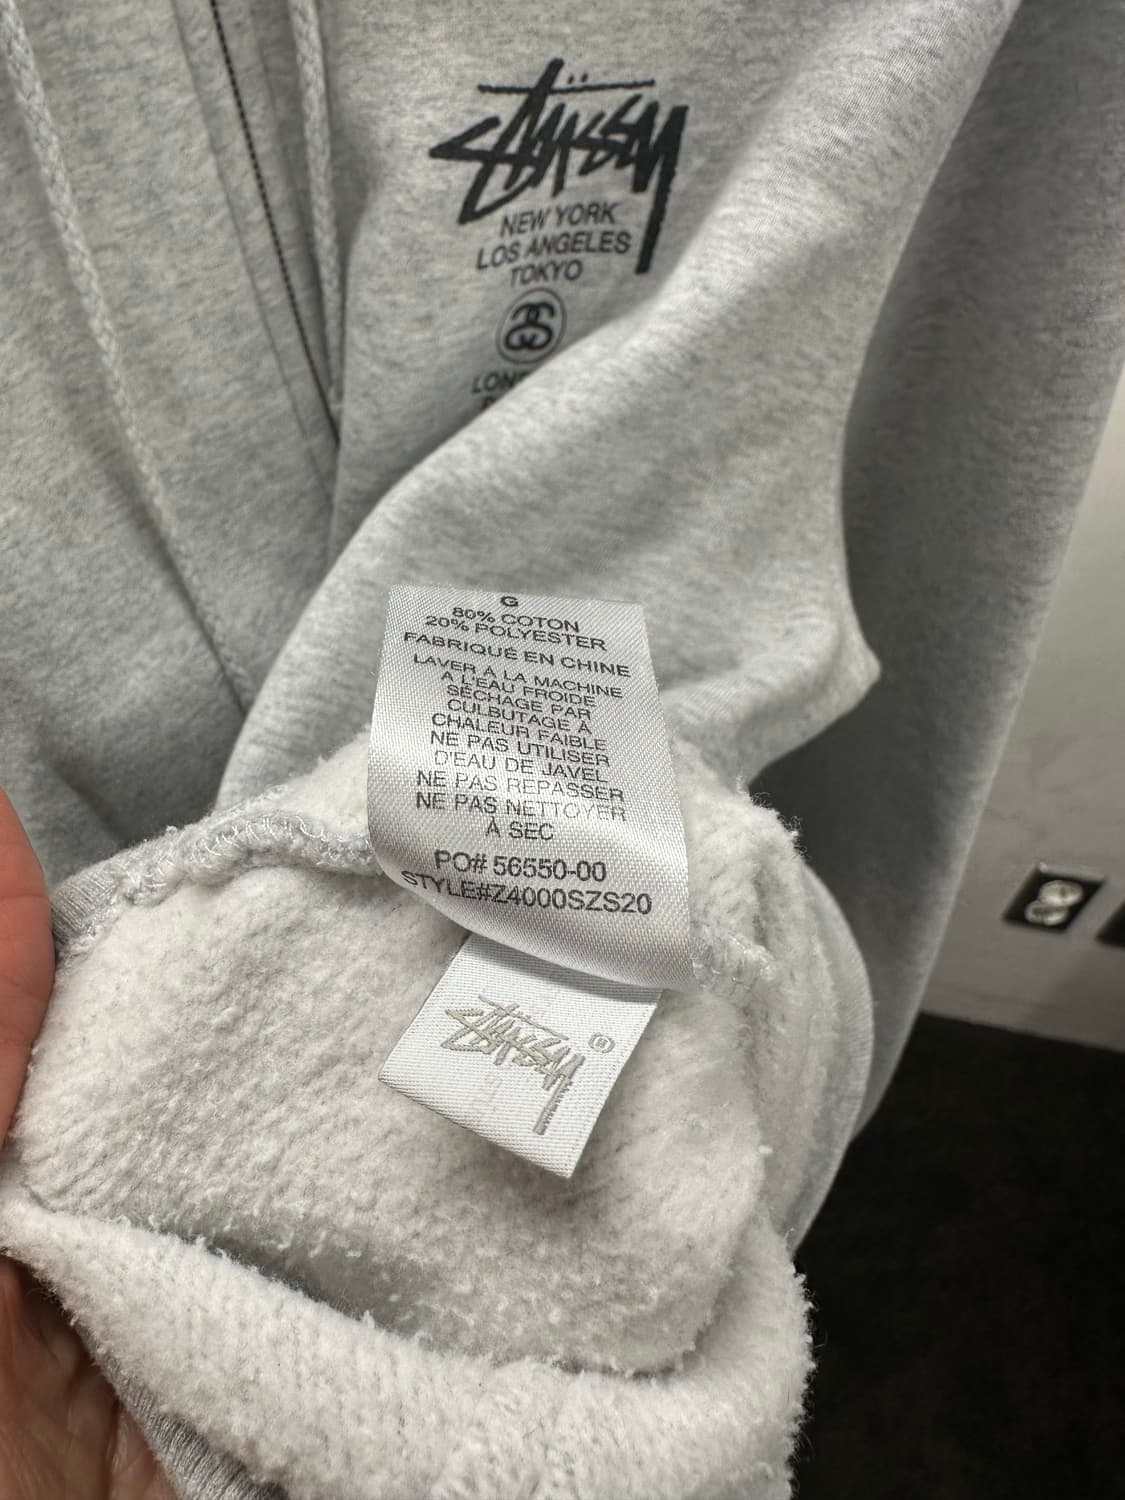 STÜSSY
NEW YORK
LOS ANGELES
TOKYO
G
80% COTON
20% POLYESTER
FABRIQUÉ EN CHINE
LAVER À LA MACHINE
A L'EAU FROIDE
SÉCHAGE PAR
CULBUTAGE À
CHALEUR FAIBLE
NE PAS UTILISER
D'EAU DE JAVEL
NE PAS REPASSER
NE PAS NETTOYER
À SEC
PO# 56550-00
STYLE#Z4000SZS20
STÜSSY ®